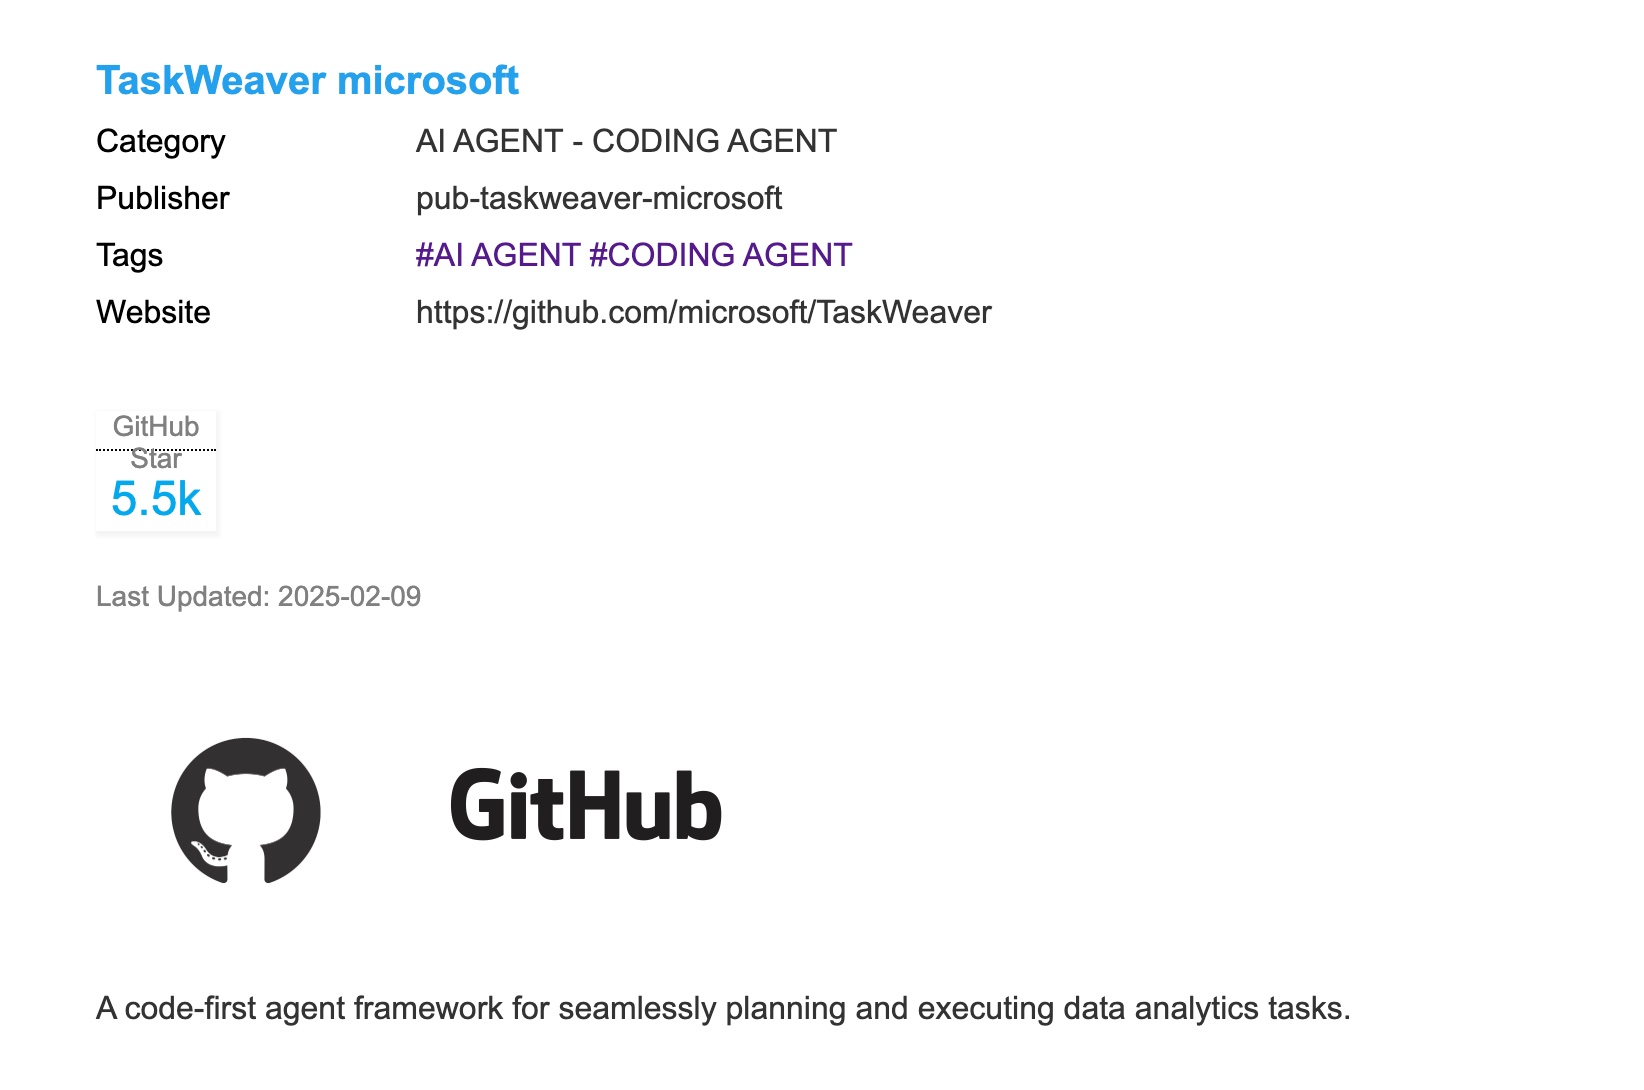 TaskWeaver microsoft
Category AI AGENT - CODING AGENT
Publisher pub-taskweaver-microsoft
Tags #AI AGENT #CODING AGENT
Website https://github.com/microsoft/TaskWeaver
GitHub
Star
5.5k
Last Updated: 2025-02-09
GitHub
A code-first agent framework for seamlessly planning and executing data analytics tasks.